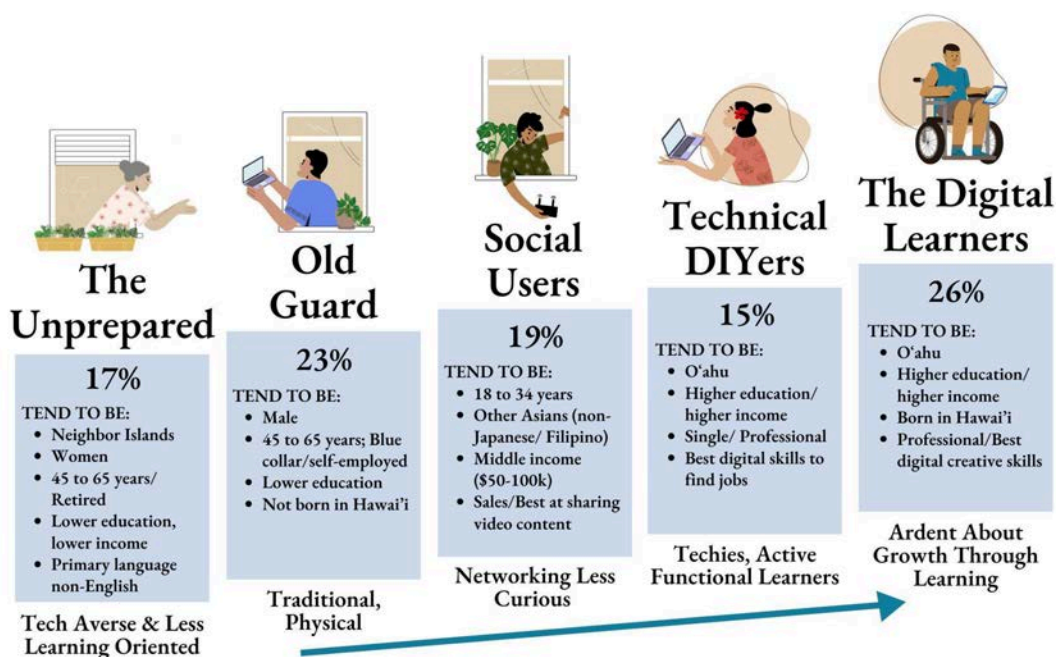 The
Unprepared
17%
TEND TO BE:
• Neighbor Islands
• Women
• 45 to 65 years/
Retired
• Lower education,
lower income
• Primary language
non-English
Tech Averse & Less
Learning Oriented
Old
Guard
23%
TEND TO BE:
• Male
• 45 to 65 years; Blue
collar/self-employed
• Lower education
• Not born in Hawai'i
Traditional,
Physical
Social
Users
19%
TEND TO BE:
• 18 to 34 years
• Other Asians (non-
Japanese/ Filipino)
• Middle income
($50-100k)
• Sales/Best at sharing
video content
Networking Less
Curious
Technical
DIYers
15%
TEND TO BE:
• O‘ahu
• Higher education/
higher income
• Single/ Professional
• Best digital skills to
find jobs
Techies, Active
Functional Learners
The Digital
Learners
26%
TEND TO BE:
• O‘ahu
• Higher education/
higher income
• Born in Hawai'i
• Professional/Best
digital creative skills
Ardent About
Growth Through
Learning